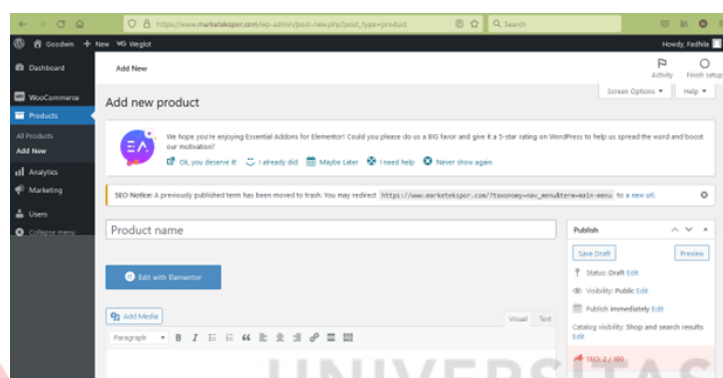 https://www.marketekspor.com/wp-admin/post-new.php?post_type=product
Search
Goodwin + New Weglot
Howdy, Fadhila
Dashboard
WooCommerce
Products
All Products
Add New
Analytics
Marketing
Users
Collapse menu
Add New
Activity
Finish setup
Screen Options
Help
Add new product
We hope you're enjoying Essential Addons for Elementor! Could you please do us a BIG favor and give it a 5-star rating on WordPress to help us spread the word and boost
our motivation?
Ok, you deserve it!
I already did
Maybe Later
I need help
Never show again
SEO Notice: A previously published term has been moved to trash. You may redirect https://www.marketekspor.com/?taxonomy=nav_menu&term=main-menu to a new url.
Product name
Edit with Elementor
Add Media
Visual Text
Paragraph
Publish
Save Draft
Preview
Status: Draft Edit
Visibility: Public Edit
Publish immediately Edit
Catalog visibility: Shop and search results
Edit
SEO: 2 / 100
UNIVERSITAS